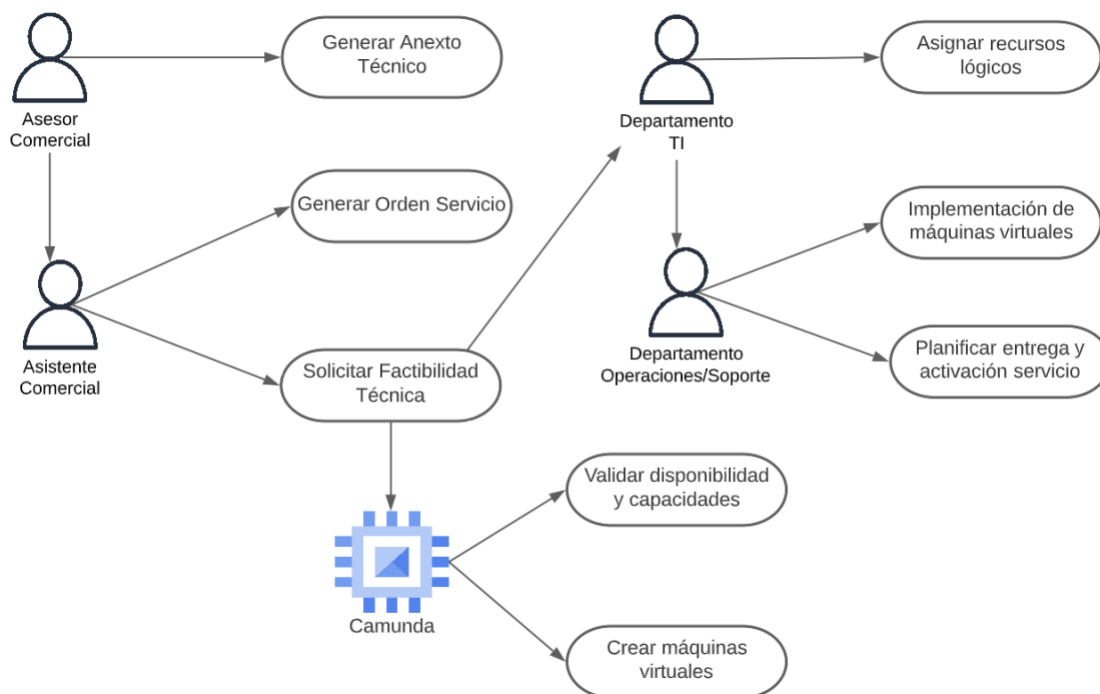 Generar Anexto
Técnico
Asesor
Comercial
Generar Orden Servicio
Asistente
Comercial
Solicitar Factibilidad
Técnica
Camunda
Validar disponibilidad
y capacidades
Crear máquinas
virtuales
Departamento
TI
Asignar recursos
lógicos
Departamento
Operaciones/Soporte
Implementación de
máquinas virtuales
Planificar entrega y
activación servicio